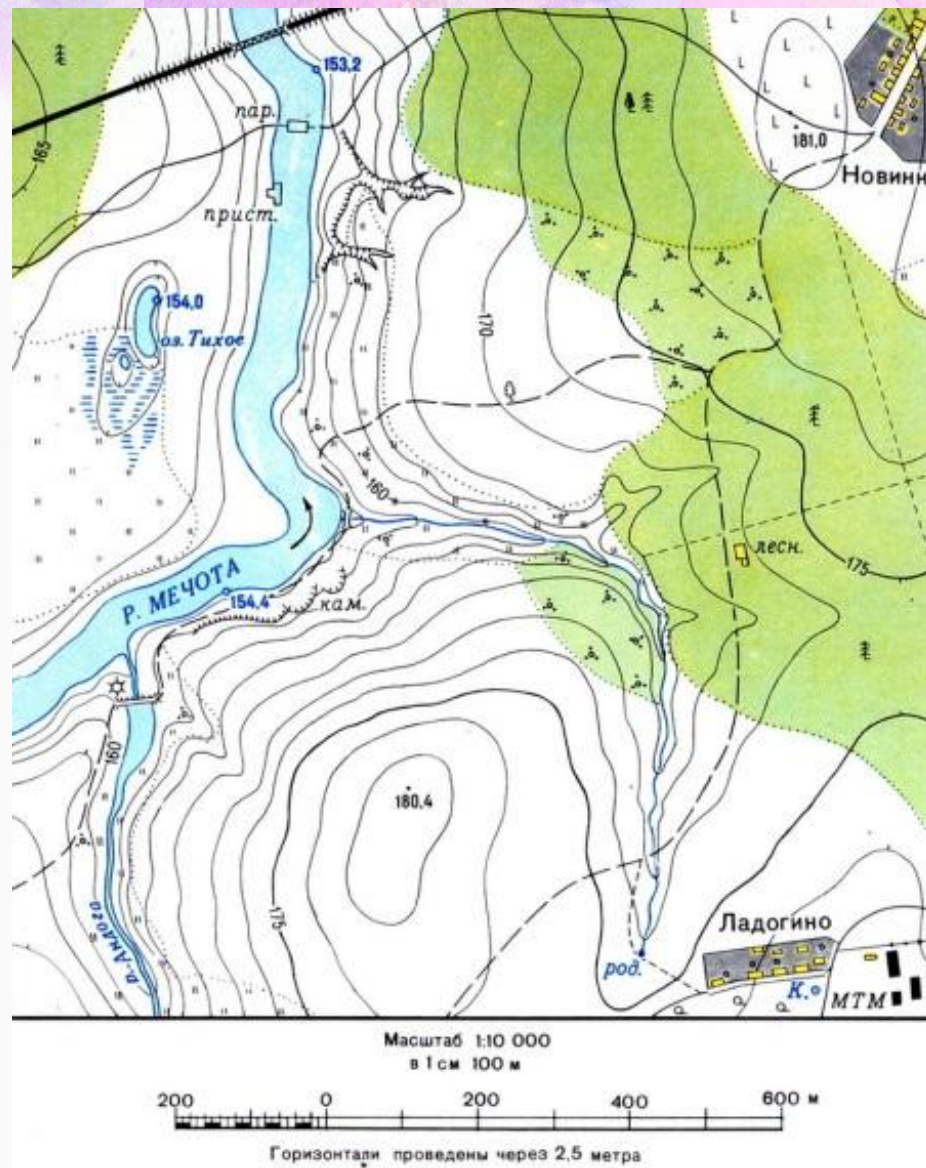 153,2
пар.
165
181,0
Новинн
прист.
154,0
оз. Тихое
170
160
Р. МЕЧОТА
154,4
кам.
лесн.
175
160
180,4
175
р. Андога
Ладогино
род.
К.
МТМ
Масштаб 1:10 000
в 1 см 100 м
200 0 200 400 600 м
Горизонтали проведены через 2,5 метра